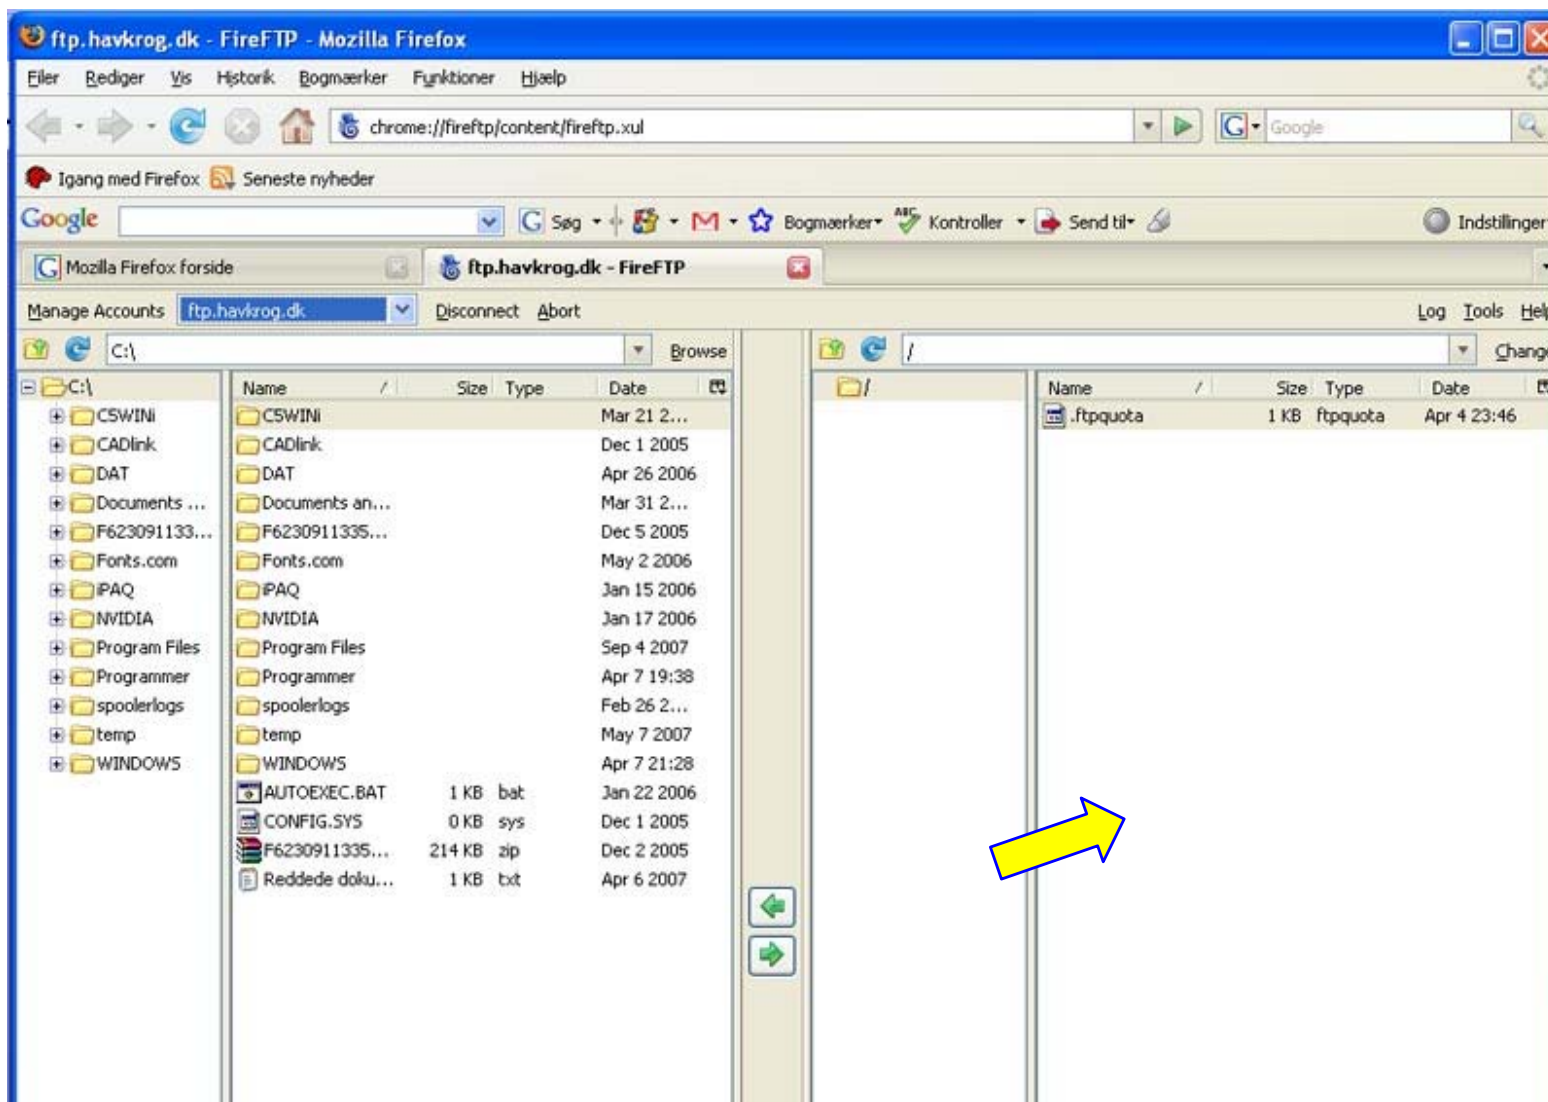 ftp.havkrog.dk - FireFTP - Mozilla Firefox
Filer Rediger Vis Historik Bogmærker Funktioner Hjælp
chrome://fireftp/content/fireftp.xul G Google
Igang med Firefox Seneste nyheder
Google G Søg Bogmærker ABC Kontroller Send til Indstillinger
G Mozilla Firefox forside ftp.havkrog.dk - FireFTP
Manage Accounts ftp.havkrog.dk Disconnect Abort Log Tools Help
C:\ Browse / Change
C:\ Name Size Type Date / Name Size Type Date
C5WINi C5WINi Mar 21 2... .ftpquota 1 KB ftpquota Apr 4 23:46
CADlink CADlink Dec 1 2005
DAT DAT Apr 26 2006
Documents ... Documents an... Mar 31 2...
F623091133... F6230911335... Dec 5 2005
Fonts.com Fonts.com May 2 2006
iPAQ iPAQ Jan 15 2006
NVIDIA NVIDIA Jan 17 2006
Program Files Program Files Sep 4 2007
Programmer Programmer Apr 7 19:38
spoolerlogs spoolerlogs Feb 26 2...
temp temp May 7 2007
WINDOWS WINDOWS Apr 7 21:28
AUTOEXEC.BAT 1 KB bat Jan 22 2006
CONFIG.SYS 0 KB sys Dec 1 2005
F6230911335... 214 KB zip Dec 2 2005
Reddede doku... 1 KB txt Apr 6 2007